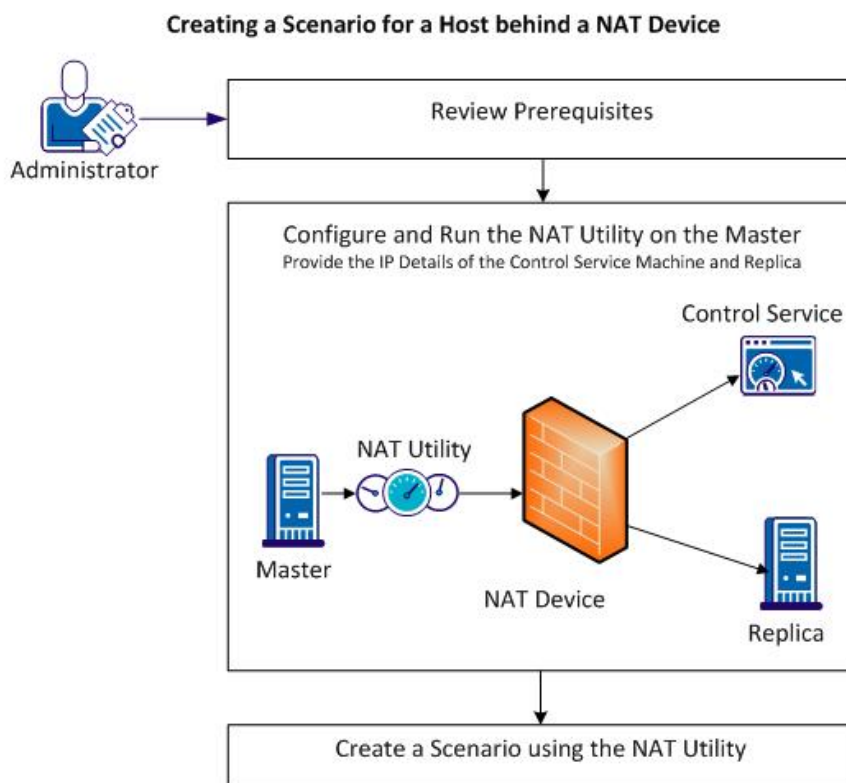 Creating a Scenario for a Host behind a NAT Device
Review Prerequisites
Administrator
Configure and Run the NAT Utility on the Master
Provide the IP Details of the Control Service Machine and Replica
Control Service
NAT Utility
Master
NAT Device
Replica
Create a Scenario using the NAT Utility